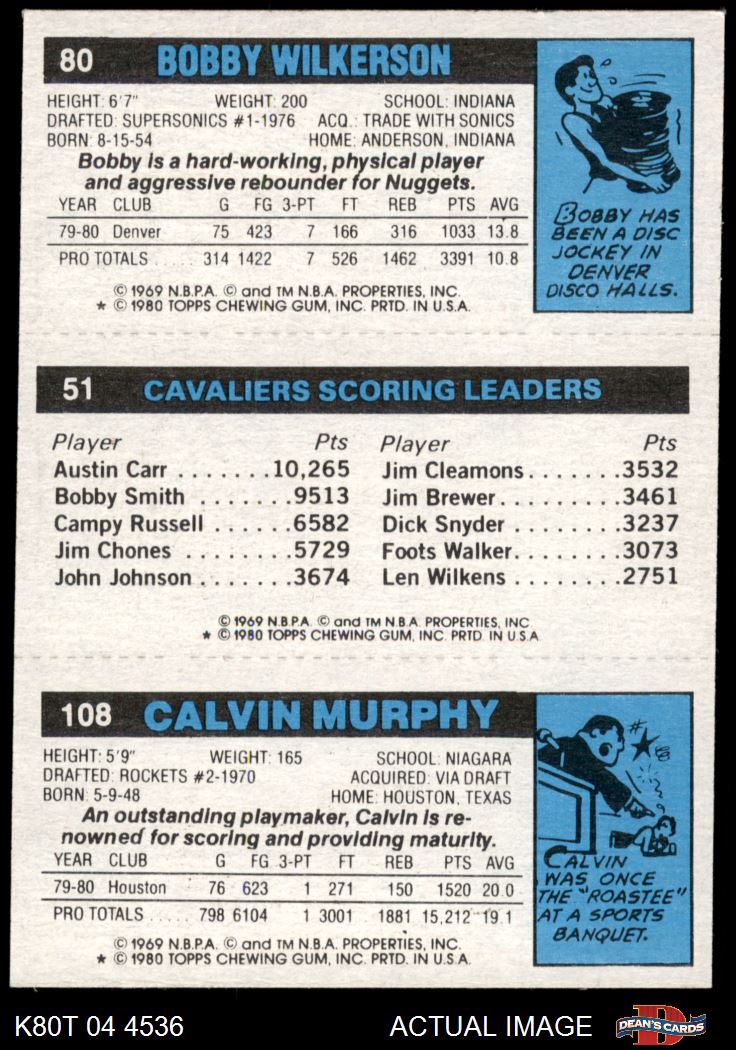 80 BOBBY WILKERSON
HEIGHT: 6'7" WEIGHT: 200 SCHOOL: INDIANA
DRAFTED: SUPERSONICS #1-1976 ACQ.: TRADE WITH SONICS
BORN: 8-15-54 HOME: ANDERSON, INDIANA
Bobby is a hard-working, physical player
and aggressive rebounder for Nuggets.
YEAR CLUB G FG 3-PT FT REB PTS AVG
79-80 Denver 75 423 7 166 316 1033 13.8
PRO TOTALS . . . . 314 1422 7 526 1462 3391 10.8
© 1969 N.B.P.A. © and TM N.B.A. PROPERTIES, INC.
* © 1980 TOPPS CHEWING GUM, INC. PRTD. IN U.S.A.
BOBBY HAS
BEEN A DISC
JOCKEY IN
DENVER
DISCO HALLS.
51 CAVALIERS SCORING LEADERS
Player Pts Player Pts
Austin Carr . . . . . . . 10,265 Jim Cleamons . . . . . . . 3532
Bobby Smith . . . . . . . 9513 Jim Brewer . . . . . . . . . 3461
Campy Russell . . . . . . 6582 Dick Snyder . . . . . . . . 3237
Jim Chones . . . . . . . . 5729 Foots Walker . . . . . . . . 3073
John Johnson . . . . . . . 3674 Len Wilkens . . . . . . . . 2751
© 1969 N.B.P.A. © and TM N.B.A. PROPERTIES, INC.
* © 1980 TOPPS CHEWING GUM, INC. PRTD. IN U.S.A.
108 CALVIN MURPHY
HEIGHT: 5'9" WEIGHT: 165 SCHOOL: NIAGARA
DRAFTED: ROCKETS #2-1970 ACQUIRED: VIA DRAFT
BORN: 5-9-48 HOME: HOUSTON, TEXAS
An outstanding playmaker, Calvin is re-
nowned for scoring and providing maturity.
YEAR CLUB G FG 3-PT FT REB PTS AVG
79-80 Houston 76 623 1 271 150 1520 20.0
PRO TOTALS . . . . . 798 6104 1 3001 1881 15,212 19.1
© 1969 N.B.P.A. © and TM N.B.A. PROPERTIES, INC.
* © 1980 TOPPS CHEWING GUM, INC. PRTD. IN U.S.A.
CALVIN
WAS ONCE
THE "ROASTEE"
AT A SPORTS
BANQUET.
K80T 04 4536 ACTUAL IMAGE DEAN'S CARDS